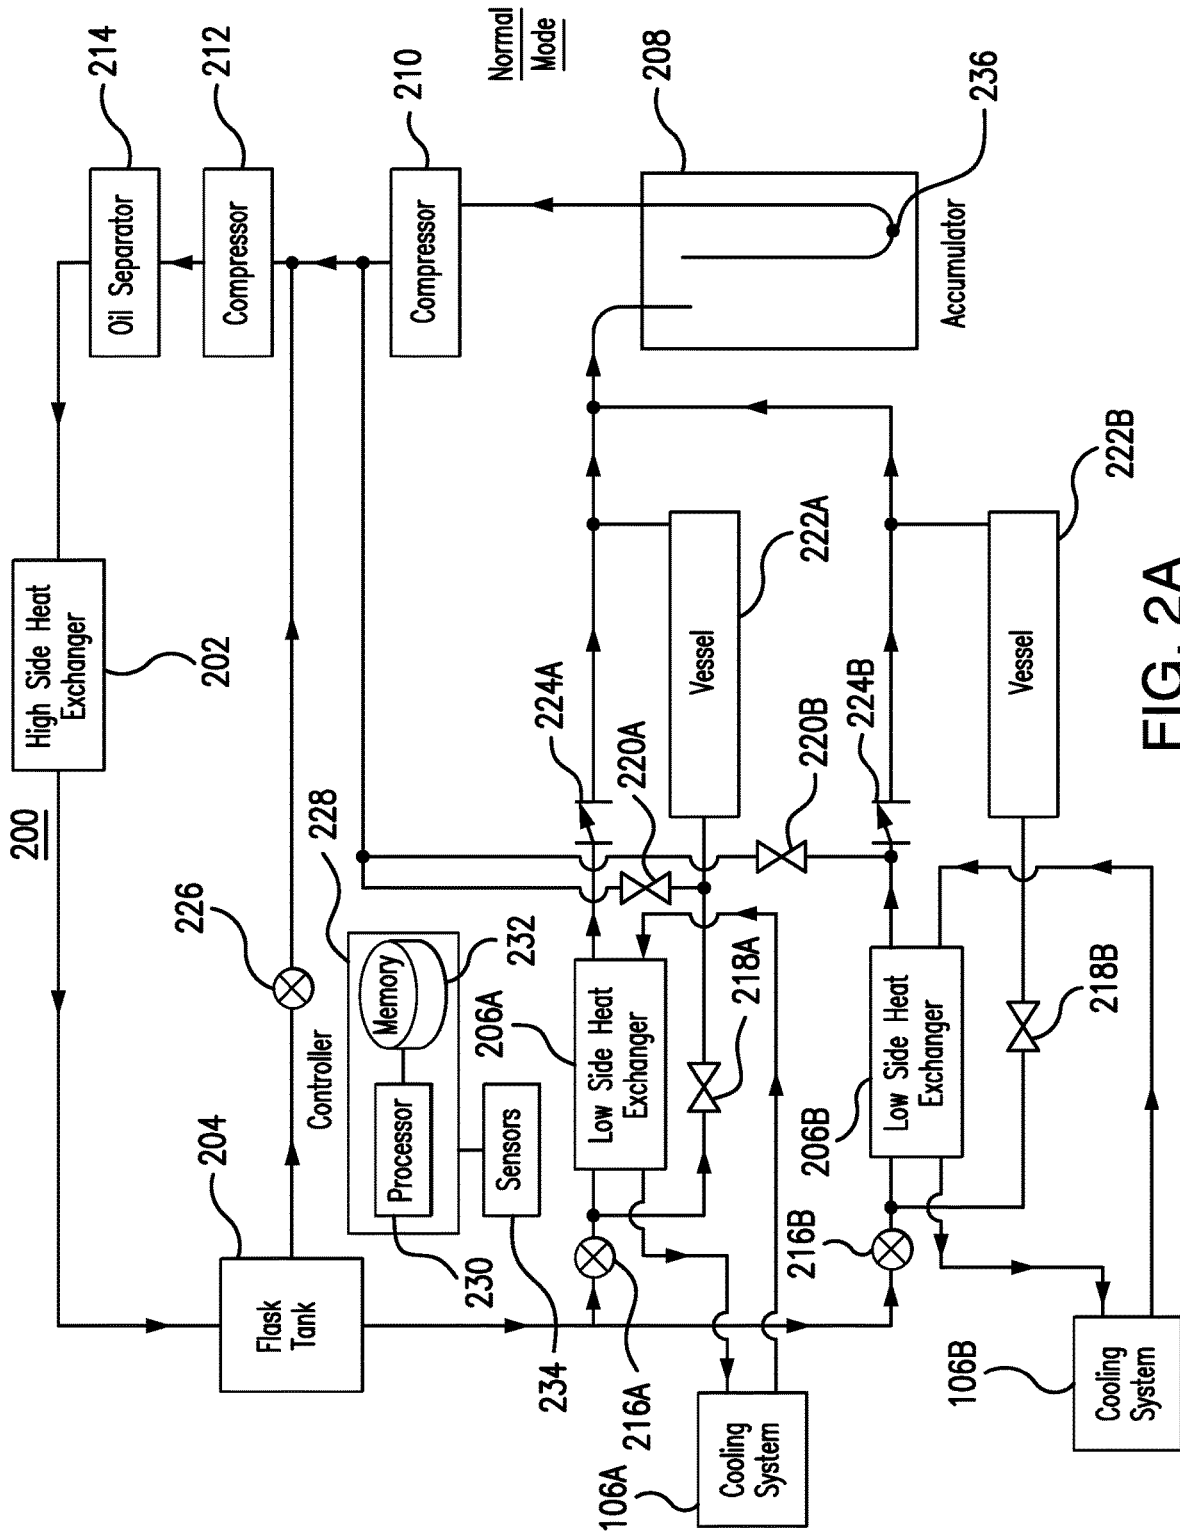 200
High Side Heat
Exchanger
202
Oil Separator
214
Compressor
212
Compressor
210
Normal
Mode
226
Flask
Tank
204
Controller
228
Processor
230
Memory
232
Sensors
234
206A
Low Side Heat
Exchanger
216A
218A
220A
224A
Vessel
222A
208
236
Accumulator
106A
Cooling
System
206B
Low Side Heat
Exchanger
216B
218B
220B
224B
Vessel
222B
106B
Cooling
System
FIG. 2A